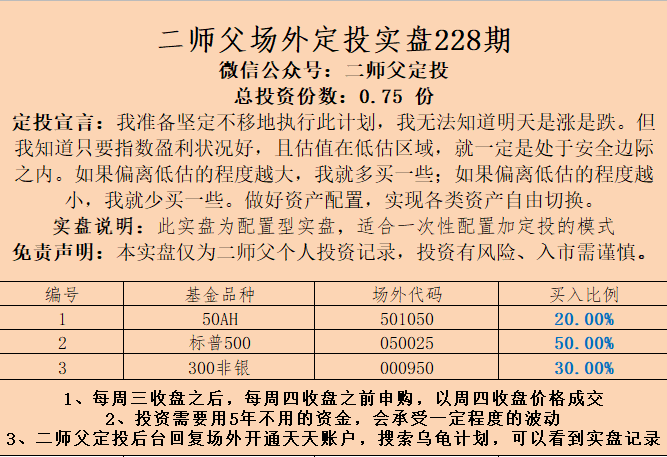 二师父场外定投实盘228期
微信公众号：二师父定投
总投资份数：0.75 份
定投宣言：我准备坚定不移地执行此计划，我无法知道明天是涨是跌。但
我知道只要指数盈利状况好，且估值在低估区域，就一定是处于安全边际
之内。如果偏离低估的程度越大，我就多买一些；如果偏离低估的程度越
小，我就少买一些。做好资产配置，实现各类资产自由切换。
实盘说明：此实盘为配置型实盘，适合一次性配置加定投的模式
免责声明：本实盘仅为二师父个人投资记录，投资有风险、入市需谨慎。
编号 基金品种 场外代码 买入比例
1 50AH 501050 20.00%
2 标普500 050025 50.00%
3 300非银 000950 30.00%
1、每周三收盘之后，每周四收盘之前申购，以周四收盘价格成交
2、投资需要用5年不用的资金，会承受一定程度的波动
3、二师父定投后台回复场外开通天天账户，搜索乌龟计划，可以看到实盘记录